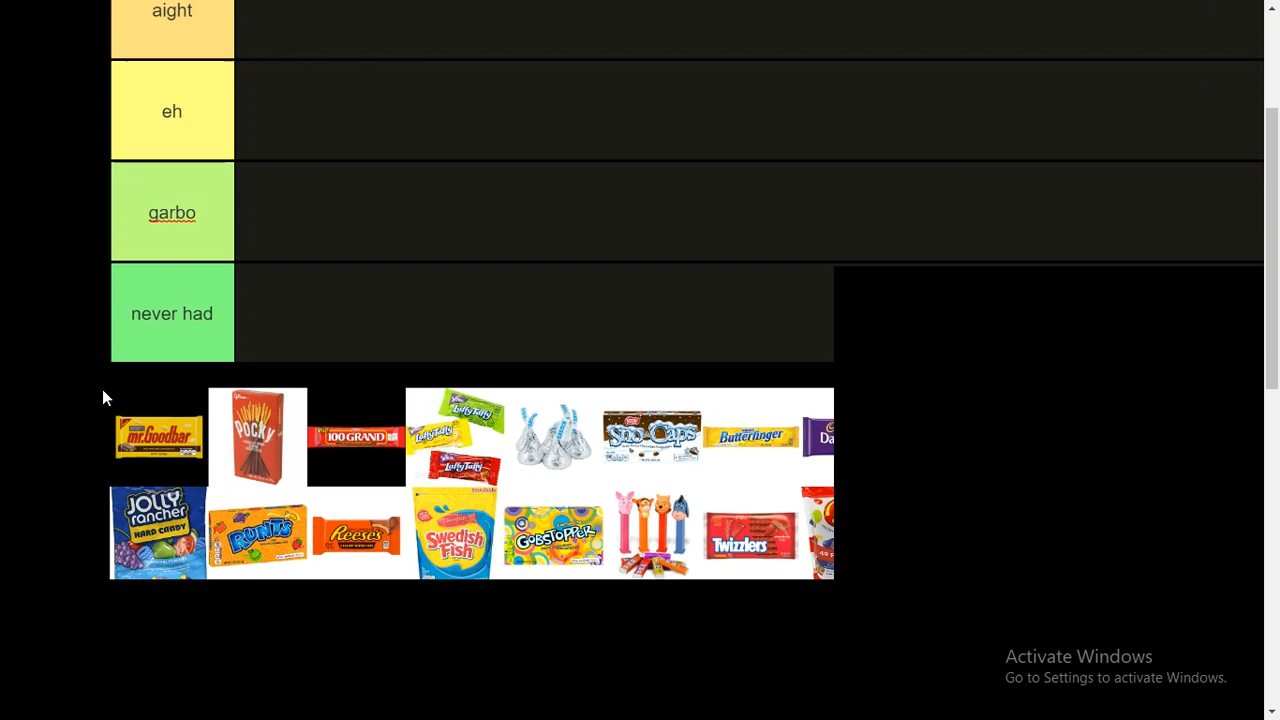 aight
eh
garbo
never had
mr.Goodbar
POCKY
100 GRAND
Laffy Taffy
Laffy Taffy
Laffy Taffy
Sno-Caps
Butterfinger
Da
JOLLY
rancher
HARD CANDY
RUNTS
Reese's
SWEDISH
Fish
GOBSTOPPER
Twizzlers
Activate Windows
Go to Settings to activate Windows.